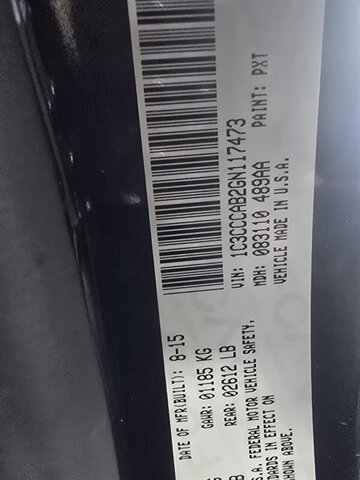 DATE OF MFR(BUILT): 8-15
GAWR: 01185 KG
REAR: 02612 LB
S.A. FEDERAL MOTOR VEHICLE SAFETY,
DARDS IN EFFECT ON
SHOWN ABOVE.
VIN: 1C3CCCAB2GN117473
MDH: 083110 489AA PAINT: PXT
VEHICLE MADE IN U.S.A.